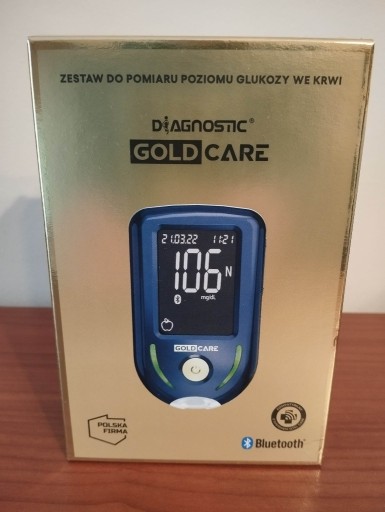 ZESTAW DO POMIARU POZIOMU GLUKOZY WE KRWI
DIAGNOSTIC®
GOLD CARE
21.03.22 11:21
106 N
mg/dL
GOLD CARE
POLSKA
FIRMA
Bluetooth®